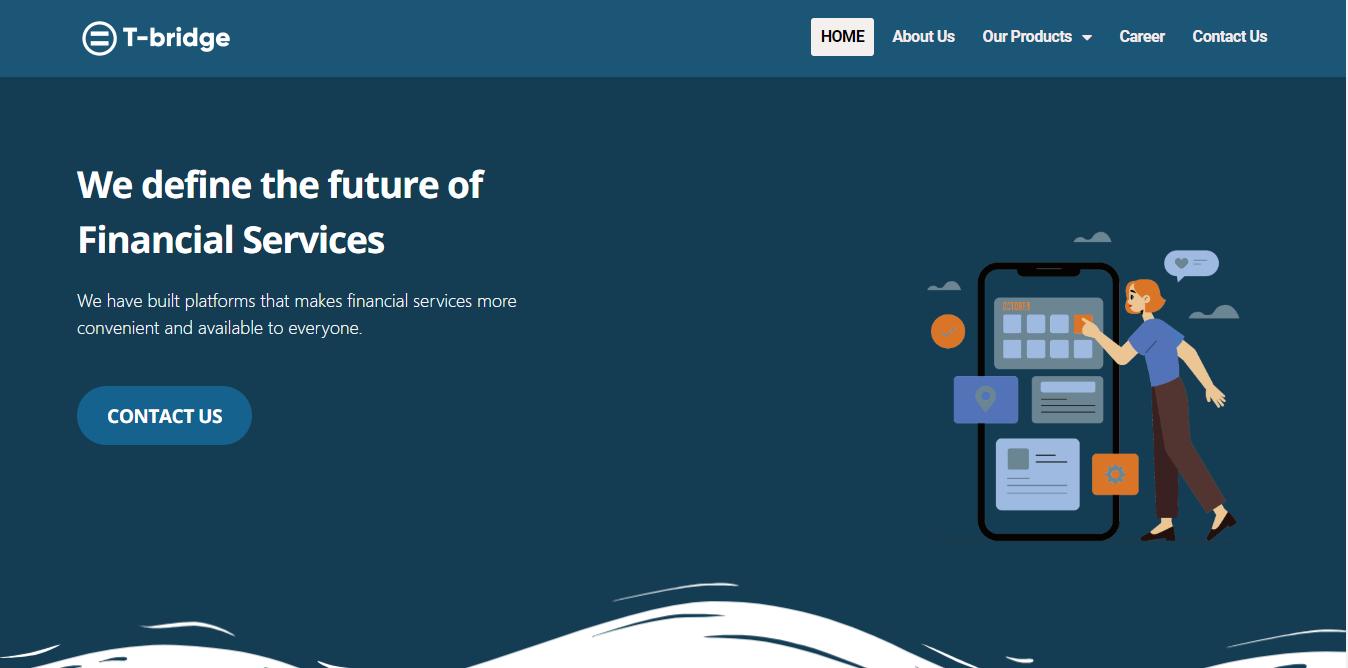 T-bridge
HOME About Us Our Products Career Contact Us
We define the future of
Financial Services
We have built platforms that makes financial services more
convenient and available to everyone.
CONTACT US
OCTOBER